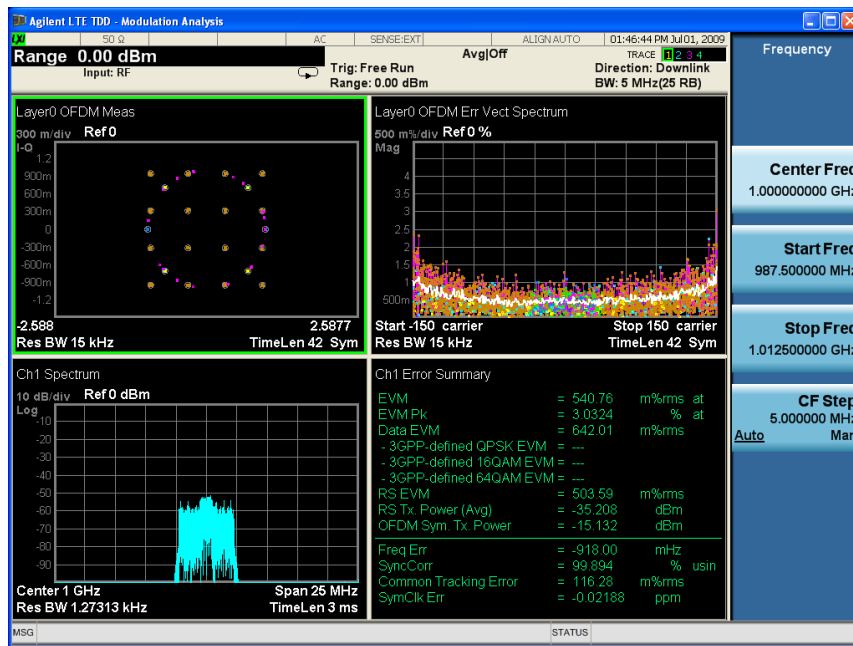 Agilent LTE TDD - Modulation Analysis
LXI 50 Ω AC SENSE:EXT ALIGN AUTO 01:46:44 PM Jul 01, 2009
Range 0.00 dBm Avg|Off TRACE 1 2 3 4
Input: RF Trig: Free Run Direction: Downlink
Range: 0.00 dBm BW: 5 MHz(25 RB)
Layer0 OFDM Meas
300 m/div Ref 0
I-Q
1.2
900m
600m
300m
0
-300m
-600m
-900m
-1.2
-2.588 2.5877
Res BW 15 kHz TimeLen 42 Sym
Layer0 OFDM Err Vect Spectrum
500 m%/div Ref 0 %
Mag
4
3.5
3
2.5
2
1.5
1
500m
Start -150 carrier Stop 150 carrier
Res BW 15 kHz TimeLen 42 Sym
Ch1 Spectrum
10 dB/div Ref 0 dBm
Log
-10
-20
-30
-40
-50
-60
-70
-80
-90
Center 1 GHz Span 25 MHz
Res BW 1.27313 kHz TimeLen 3 ms
Ch1 Error Summary
EVM = 540.76 m%rms at
EVM Pk = 3.0324 % at
Data EVM = 642.01 m%rms
- 3GPP-defined QPSK EVM = ---
- 3GPP-defined 16QAM EVM = ---
- 3GPP-defined 64QAM EVM = ---
RS EVM = 503.59 m%rms
RS Tx. Power (Avg) = -35.208 dBm
OFDM Sym. Tx. Power = -15.132 dBm
Freq Err = -918.00 mHz
SyncCorr = 99.894 % usin
Common Tracking Error = 116.28 m%rms
SymClk Err = -0.02188 ppm
Frequency
Center Freq
1.000000000 GHz
Start Freq
987.500000 MHz
Stop Freq
1.012500000 GHz
CF Step
5.000000 MHz
Auto Man
MSG STATUS